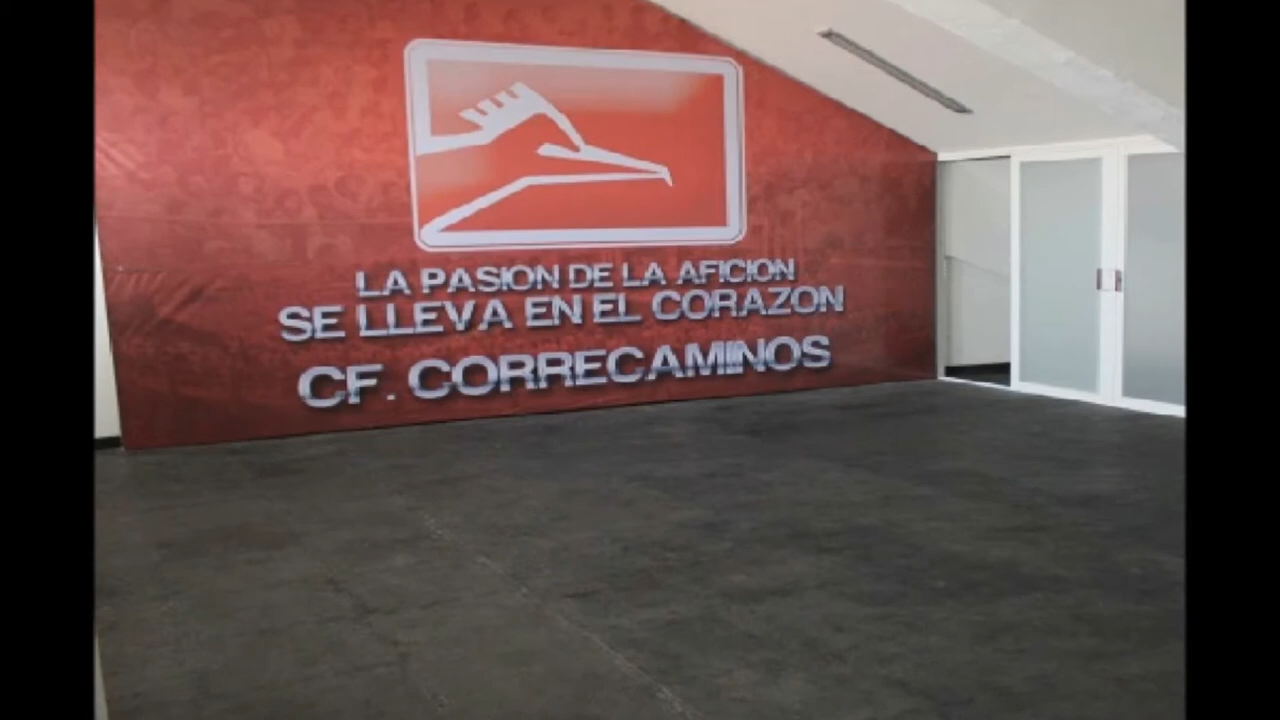 LA PASION DE LA AFICION
SE LLEVA EN EL CORAZON
CF. CORRECAMINOS